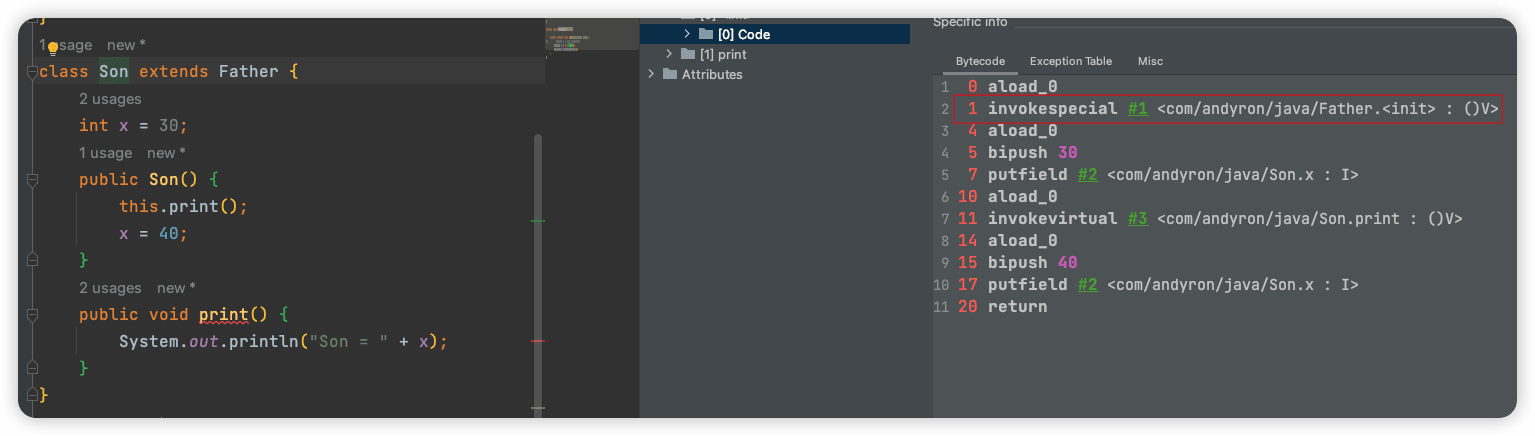 1 usage new *
class Son extends Father {
2 usages
int x = 30;
1 usage new *
public Son() {
this.print();
x = 40;
}
2 usages new *
public void print() {
System.out.println("Son = " + x);
}
}
[0] Code
[1] print
Attributes
Specific info
Bytecode Exception Table Misc
1 0 aload_0
2 1 invokespecial #1 <com/andyron/java/Father.<init> : ()V>
3 4 aload_0
4 5 bipush 30
5 7 putfield #2 <com/andyron/java/Son.x : I>
6 10 aload_0
7 11 invokevirtual #3 <com/andyron/java/Son.print : ()V>
8 14 aload_0
9 15 bipush 40
10 17 putfield #2 <com/andyron/java/Son.x : I>
11 20 return